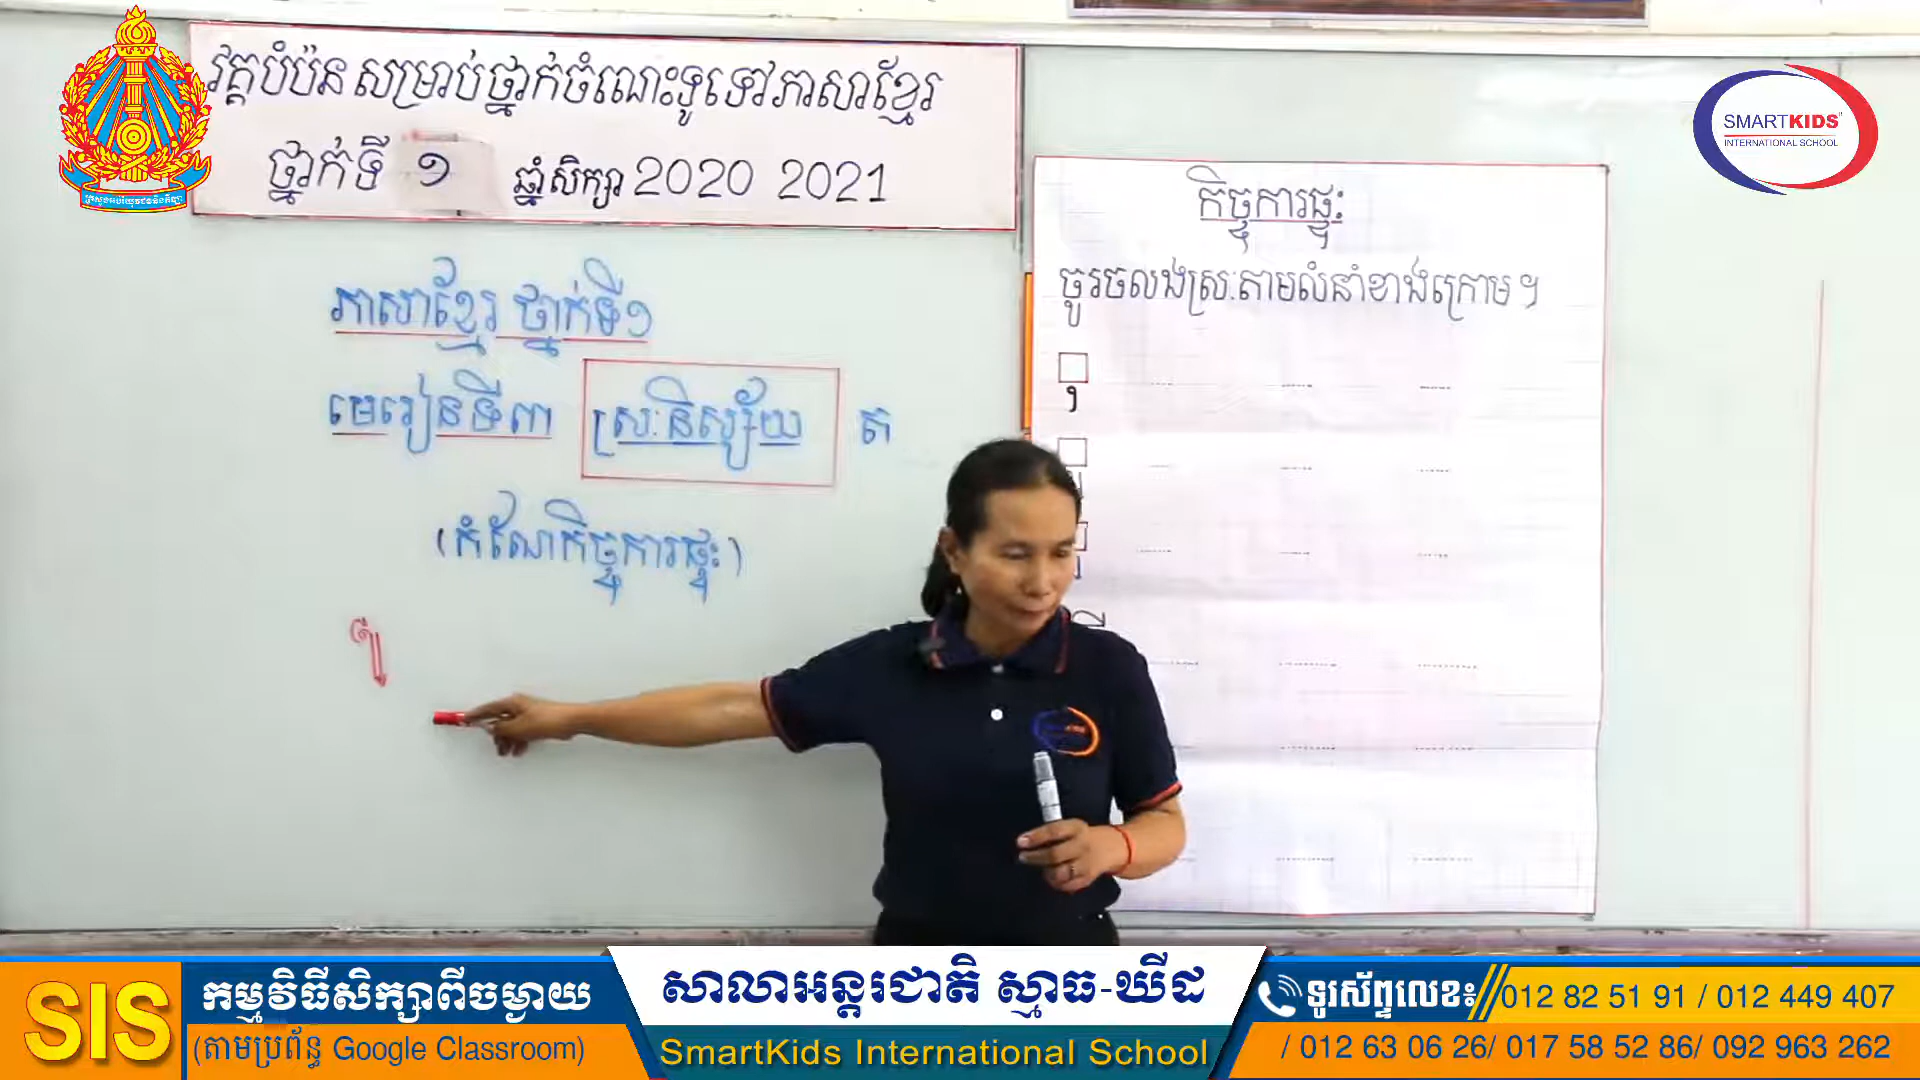 វគ្គបំប៉ន សម្រាប់ថ្នាក់ចំណេះទូទៅភាសាខ្មែរ
ថ្នាក់ទី ១ ឆ្នាំសិក្សា 2020 2021
SMARTKIDS
INTERNATIONAL SCHOOL
កិច្ចការផ្ទះ
ចូរចលងស្រៈតាមលំនាំខាងក្រោម។
ភាសាខ្មែរ ថ្នាក់ទី១
មេរៀនទី៣ ស្រៈនិស្ស័យ ត
(កំណែកិច្ចការផ្ទះ)
SIS
កម្មវិធីសិក្សាពីចម្ងាយ
(តាមប្រព័ន្ធ Google Classroom)
សាលាអន្តរជាតិ ស្មាធ-ឃីដ
SmartKids International School
ទូរស័ព្ទលេខ៖ 012 82 51 91 / 012 449 407
/ 012 63 06 26/ 017 58 52 86/ 092 963 262